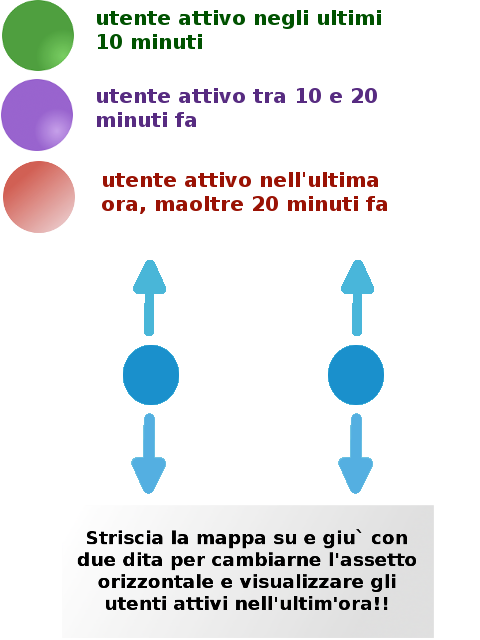 utente attivo negli ultimi
10 minuti
utente attivo tra 10 e 20
minuti fa
utente attivo nell'ultima
ora, maoltre 20 minuti fa
Striscia la mappa su e giu` con
due dita per cambiarne l'assetto
orizzontale e visualizzare gli
utenti attivi nell'ultim'ora!!